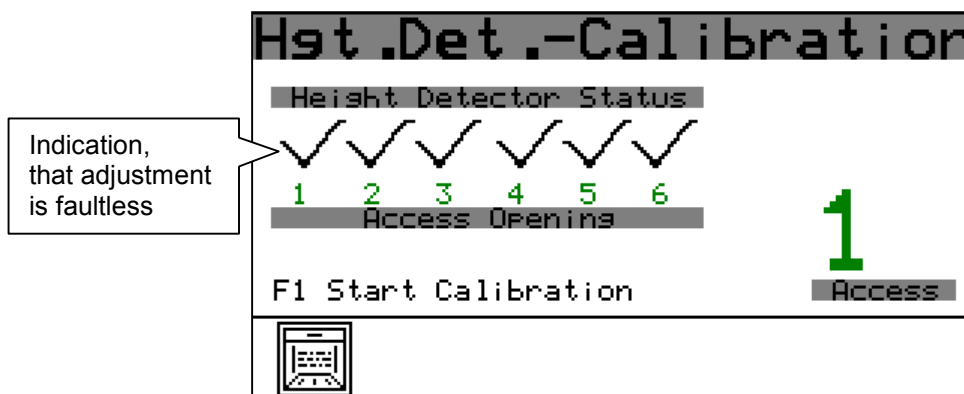 Hgt.Det.-Calibration
Height Detector Status
Indication,
that adjustment
is faultless
1 2 3 4 5 6
Access Opening
1
F1 Start Calibration
Access